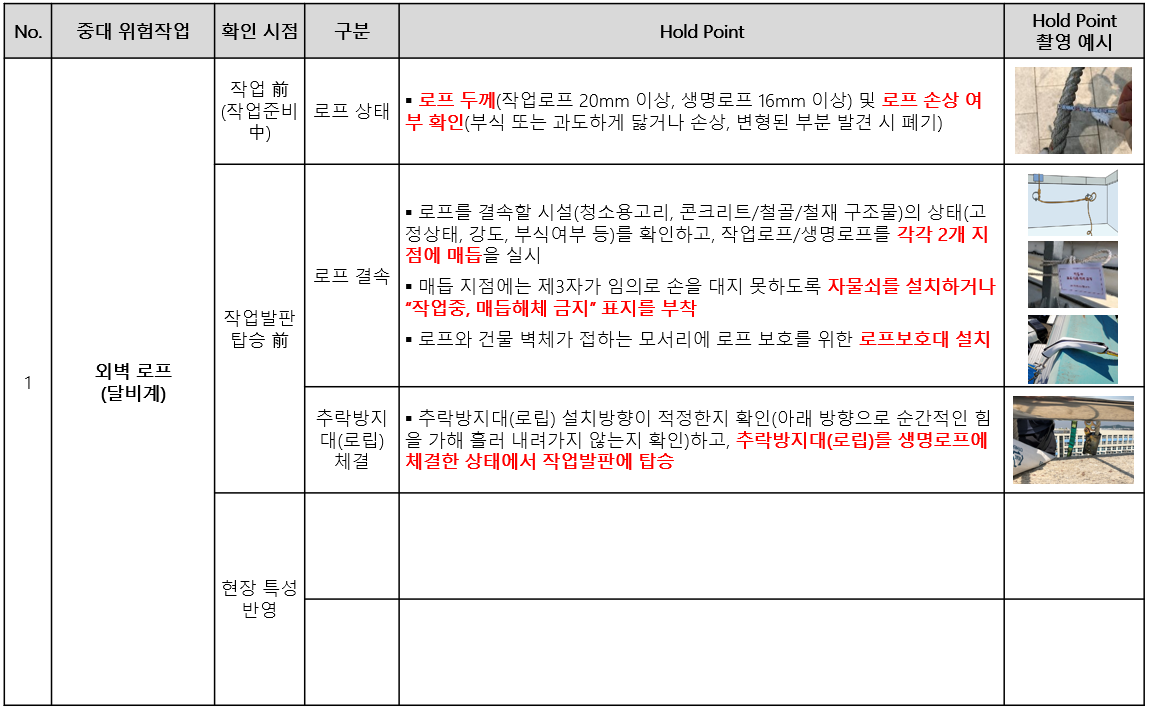 No.
중대 위험작업
확인 시점
구분
Hold Point
Hold Point
촬영 예시
1
외벽 로프
(달비계)
작업 前
(작업준비
中)
로프 상태
▪ 로프 두께(작업로프 20mm 이상, 생명로프 16mm 이상) 및 로프 손상 여
부 확인(부식 또는 과도하게 닳거나 손상, 변형된 부분 발견 시 폐기)
작업발판
탑승 前
로프 결속
▪ 로프를 결속할 시설(청소용고리, 콘크리트/철골/철재 구조물)의 상태(고
정상태, 강도, 부식여부 등)를 확인하고, 작업로프/생명로프를 각각 2개 지
점에 매듭을 실시
▪ 매듭 지점에는 제3자가 임의로 손을 대지 못하도록 자물쇠를 설치하거나
“작업중, 매듭해체 금지” 표지를 부착
▪ 로프와 건물 벽체가 접하는 모서리에 로프 보호를 위한 로프보호대 설치
추락방지
대(로립)
체결
▪ 추락방지대(로립) 설치방향이 적정한지 확인(아래 방향으로 순간적인 힘
을 가해 흘러 내려가지 않는지 확인)하고, 추락방지대(로립)를 생명로프에
체결한 상태에서 작업발판에 탑승
현장 특성
반영